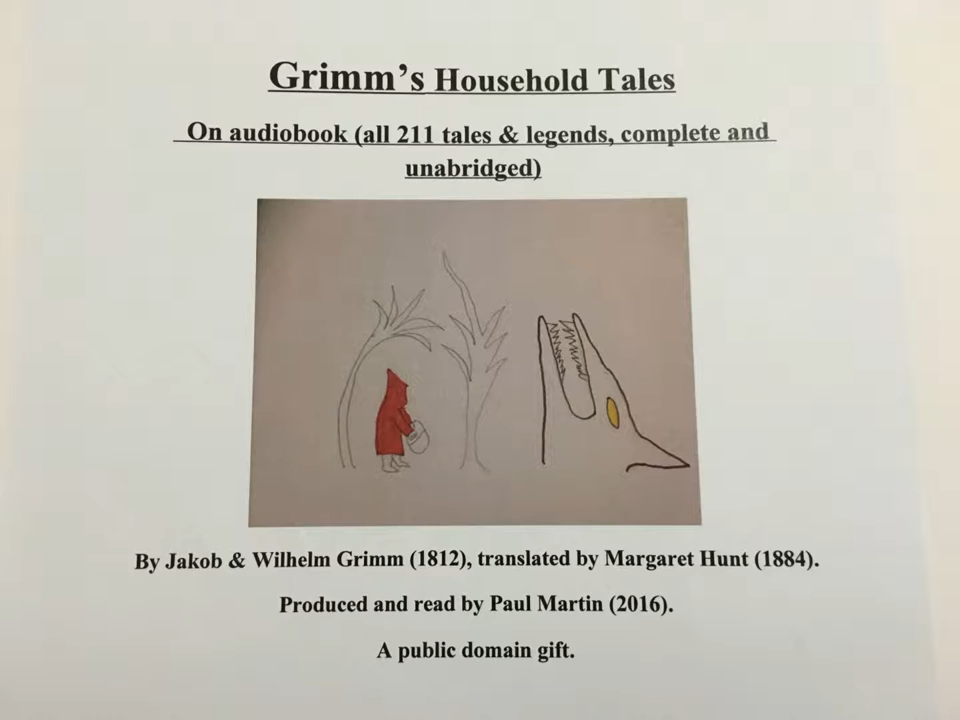 Grimm’s Household Tales
On audiobook (all 211 tales & legends, complete and
unabridged)
By Jakob & Wilhelm Grimm (1812), translated by Margaret Hunt (1884).
Produced and read by Paul Martin (2016).
A public domain gift.